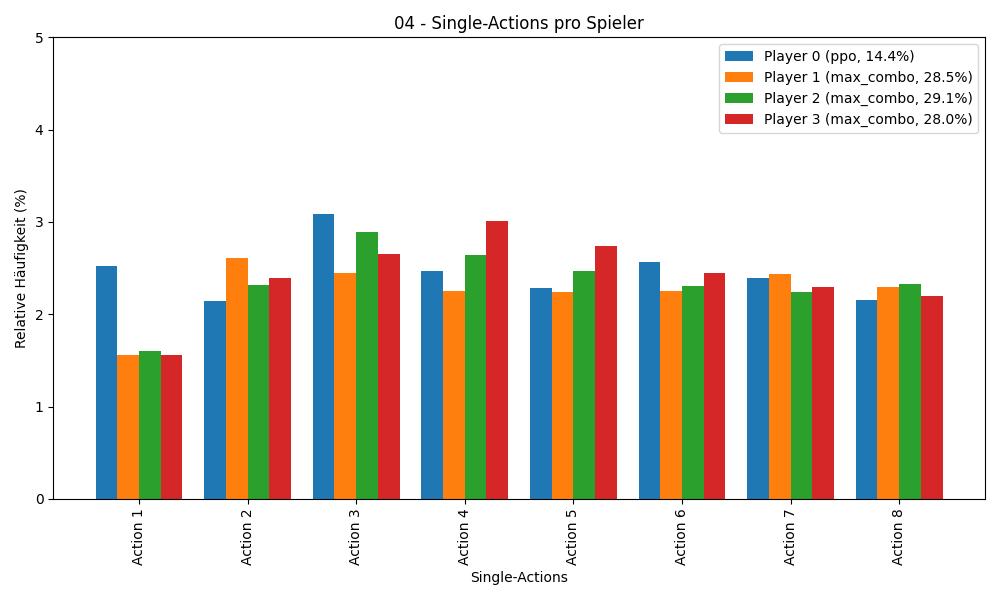 04 - Single-Actions pro Spieler
Player 0 (ppo, 14.4%)
Player 1 (max_combo, 28.5%)
Player 2 (max_combo, 29.1%)
Player 3 (max_combo, 28.0%)
Relative Häufigkeit (%)
5
4
3
2
1
0
Action 1
Action 2
Action 3
Action 4
Action 5
Action 6
Action 7
Action 8
Single-Actions